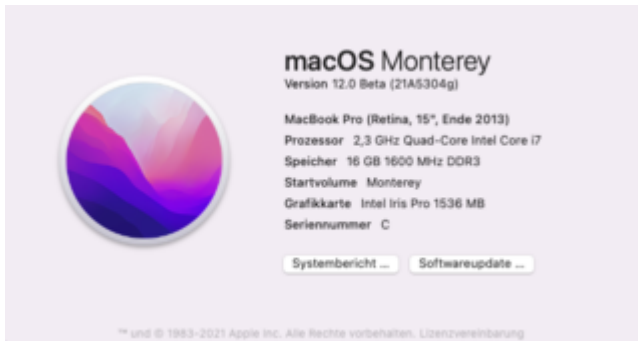 macOS Monterey
Version 12.0 Beta (21A5304g)
MacBook Pro (Retina, 15", Ende 2013)
Prozessor 2,3 GHz Quad-Core Intel Core i7
Speicher 16 GB 1600 MHz DDR3
Startvolume Monterey
Grafikkarte Intel Iris Pro 1536 MB
Seriennummer C
Systembericht ... Softwareupdate ...
™ und © 1983-2021 Apple Inc. Alle Rechte vorbehalten. Lizenzvereinbarung